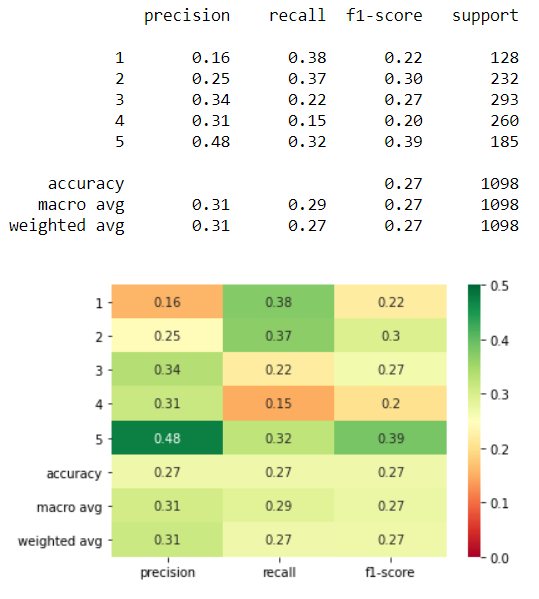 precision recall f1-score support
1 0.16 0.38 0.22 128
2 0.25 0.37 0.30 232
3 0.34 0.22 0.27 293
4 0.31 0.15 0.20 260
5 0.48 0.32 0.39 185
accuracy 0.27 1098
macro avg 0.31 0.29 0.27 1098
weighted avg 0.31 0.27 0.27 1098
1 0.16 0.38 0.22
2 0.25 0.37 0.3
3 0.34 0.22 0.27
4 0.31 0.15 0.2
5 0.48 0.32 0.39
accuracy 0.27 0.27 0.27
macro avg 0.31 0.29 0.27
weighted avg 0.31 0.27 0.27
precision recall f1-score
0.5
0.4
0.3
0.2
0.1
0.0